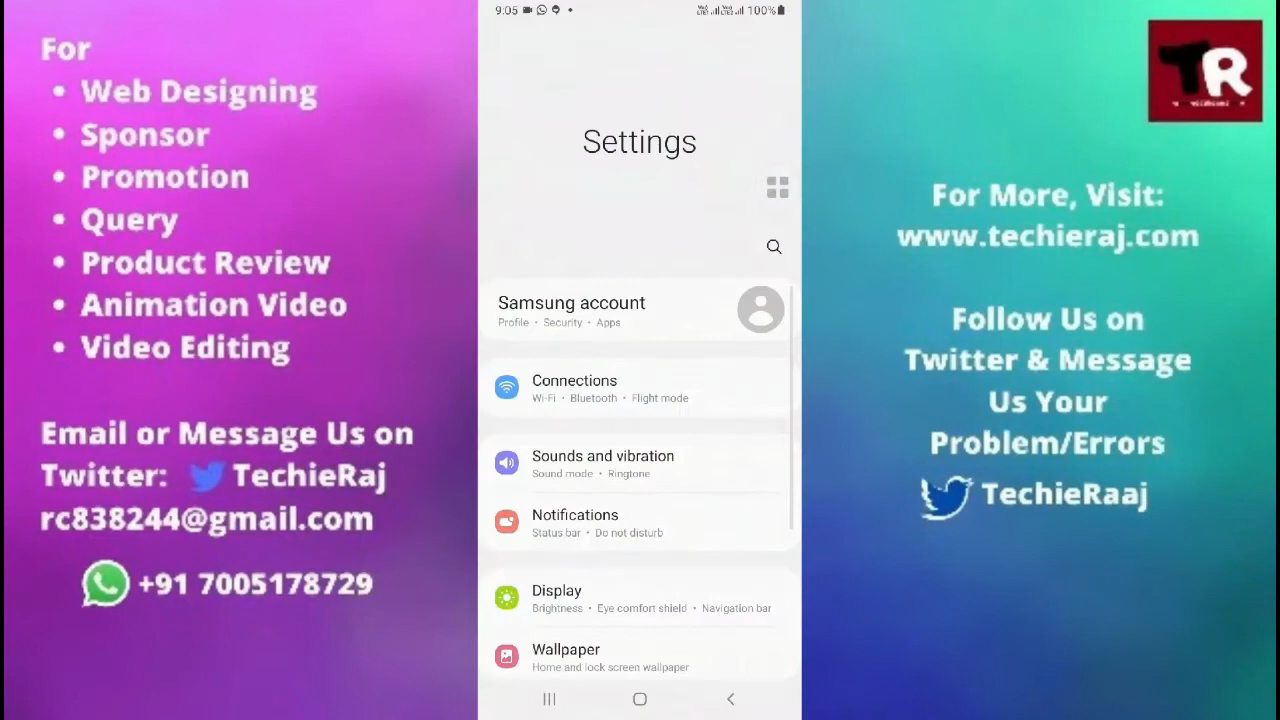 For
• Web Designing
• Sponsor
• Promotion
• Query
• Product Review
• Animation Video
• Video Editing
Email or Message Us on
Twitter: TechieRaj
rc838244@gmail.com
+91 7005178729
9:05
100%
Settings
Samsung account
Profile • Security • Apps
Connections
Wi-Fi • Bluetooth • Flight mode
Sounds and vibration
Sound mode • Ringtone
Notifications
Status bar • Do not disturb
Display
Brightness • Eye comfort shield • Navigation bar
Wallpaper
Home and lock screen wallpaper
TR
For More, Visit:
www.techieraj.com
Follow Us on
Twitter & Message
Us Your
Problem/Errors
TechieRaaj